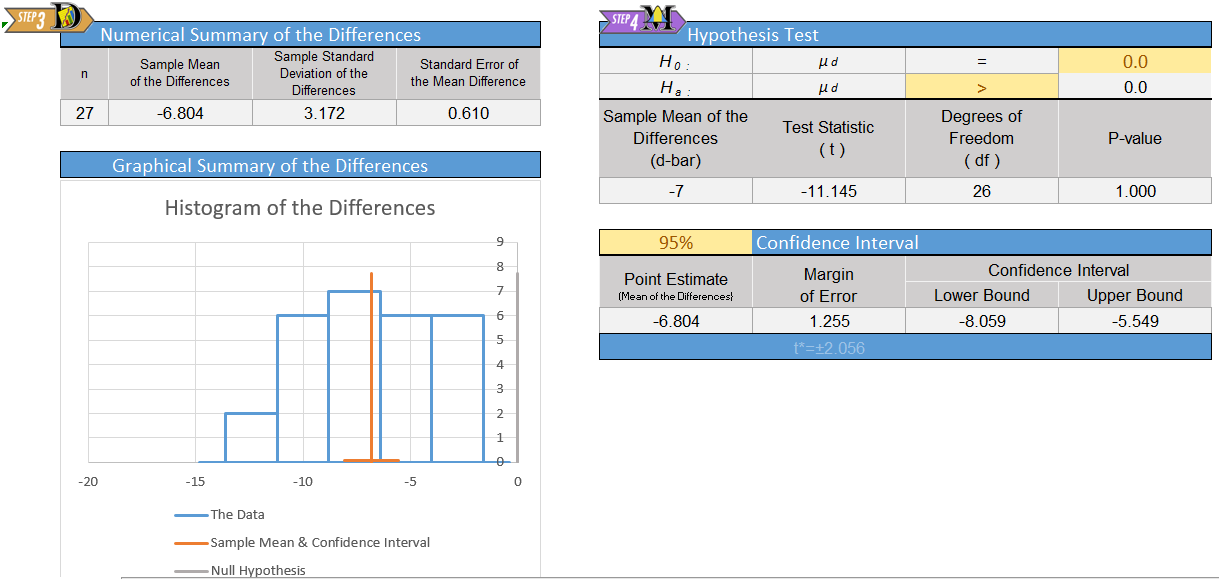 STEP 3 D
Numerical Summary of the Differences
n
Sample Mean
of the Differences
Sample Standard
Deviation of the
Differences
Standard Error of
the Mean Difference
27 -6.804 3.172 0.610
Graphical Summary of the Differences
Histogram of the Differences
9
8
7
6
5
4
3
2
1
0
-20 -15 -10 -5 0
The Data
Sample Mean & Confidence Interval
Null Hypothesis
STEP 4 M
Hypothesis Test
H0 : μd = 0.0
Ha : μd > 0.0
Sample Mean of the
Differences
(d-bar)
Test Statistic
( t )
Degrees of
Freedom
( df )
P-value
-7 -11.145 26 1.000
95% Confidence Interval
Point Estimate
(Mean of the Differences)
Margin
of Error
Confidence Interval
Lower Bound Upper Bound
-6.804 1.255 -8.059 -5.549
t*=±2.056